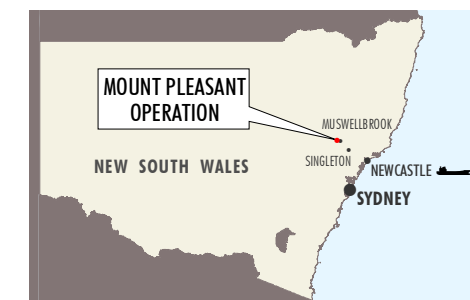 MOUNT PLEASANT
OPERATION
MUSWELLBROOK
SINGLETON
NEW SOUTH WALES
NEWCASTLE
SYDNEY